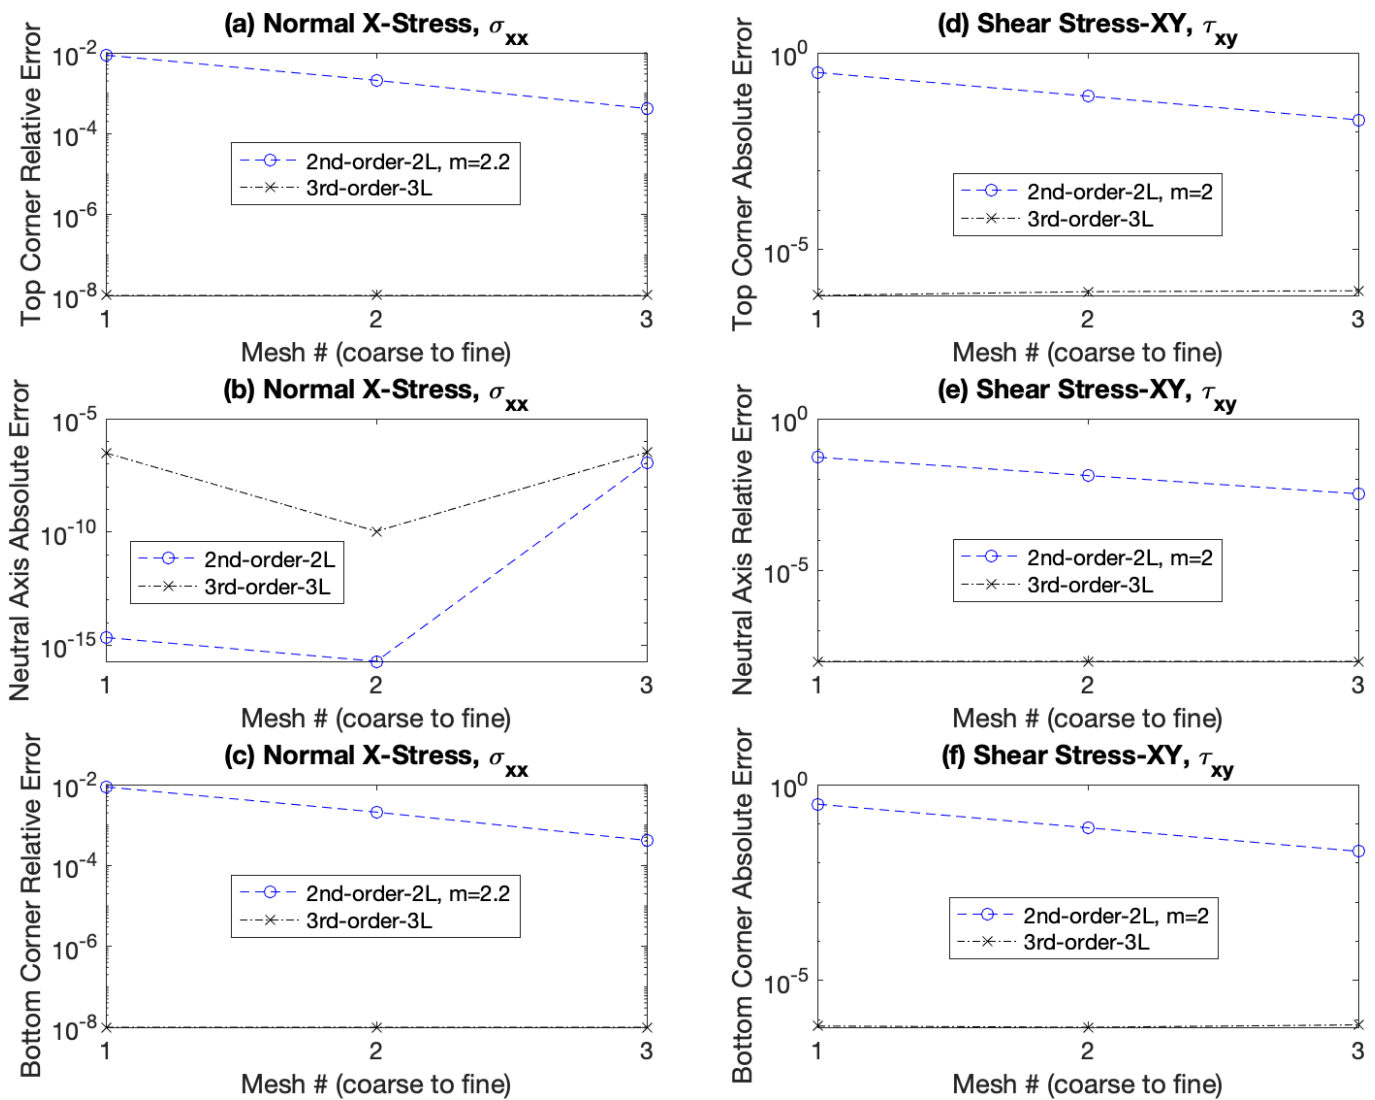 (a) Normal X-Stress, σxx
Top Corner Relative Error
10-2
10-4
10-6
10-8
2nd-order-2L, m=2.2
3rd-order-3L
1 2 3
Mesh # (coarse to fine)
(d) Shear Stress-XY, τxy
Top Corner Absolute Error
100
10-5
2nd-order-2L, m=2
3rd-order-3L
1 2 3
Mesh # (coarse to fine)
(b) Normal X-Stress, σxx
Neutral Axis Absolute Error
10-5
10-10
10-15
2nd-order-2L
3rd-order-3L
1 2 3
Mesh # (coarse to fine)
(e) Shear Stress-XY, τxy
Neutral Axis Relative Error
100
10-5
2nd-order-2L, m=2
3rd-order-3L
1 2 3
Mesh # (coarse to fine)
(c) Normal X-Stress, σxx
Bottom Corner Relative Error
10-2
10-4
10-6
10-8
2nd-order-2L, m=2.2
3rd-order-3L
1 2 3
Mesh # (coarse to fine)
(f) Shear Stress-XY, τxy
Bottom Corner Absolute Error
100
10-5
2nd-order-2L, m=2
3rd-order-3L
1 2 3
Mesh # (coarse to fine)